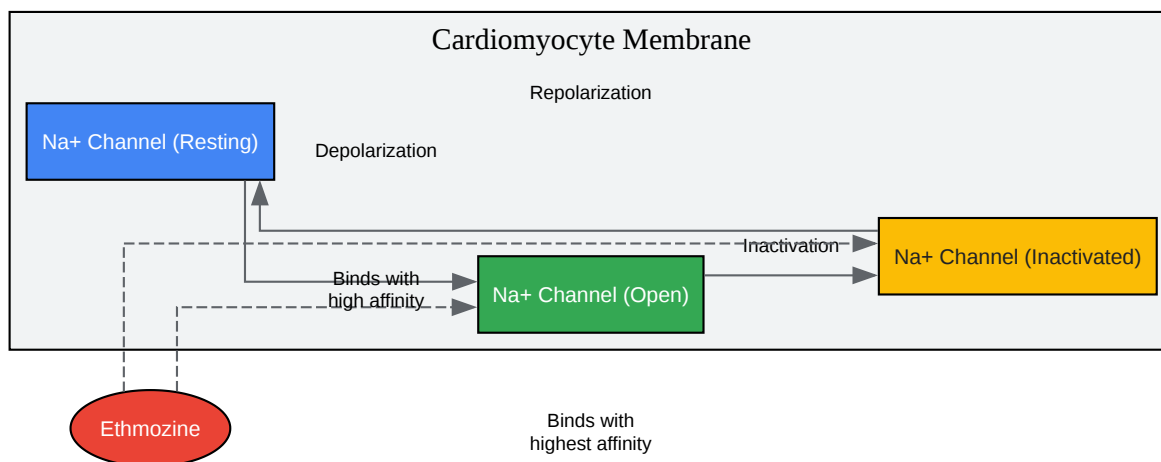 Cardiomyocyte Membrane
Repolarization
Na+ Channel (Resting)
Depolarization
Inactivation
Na+ Channel (Inactivated)
Binds with
high affinity
Na+ Channel (Open)
Ethmozine
Binds with
highest affinity